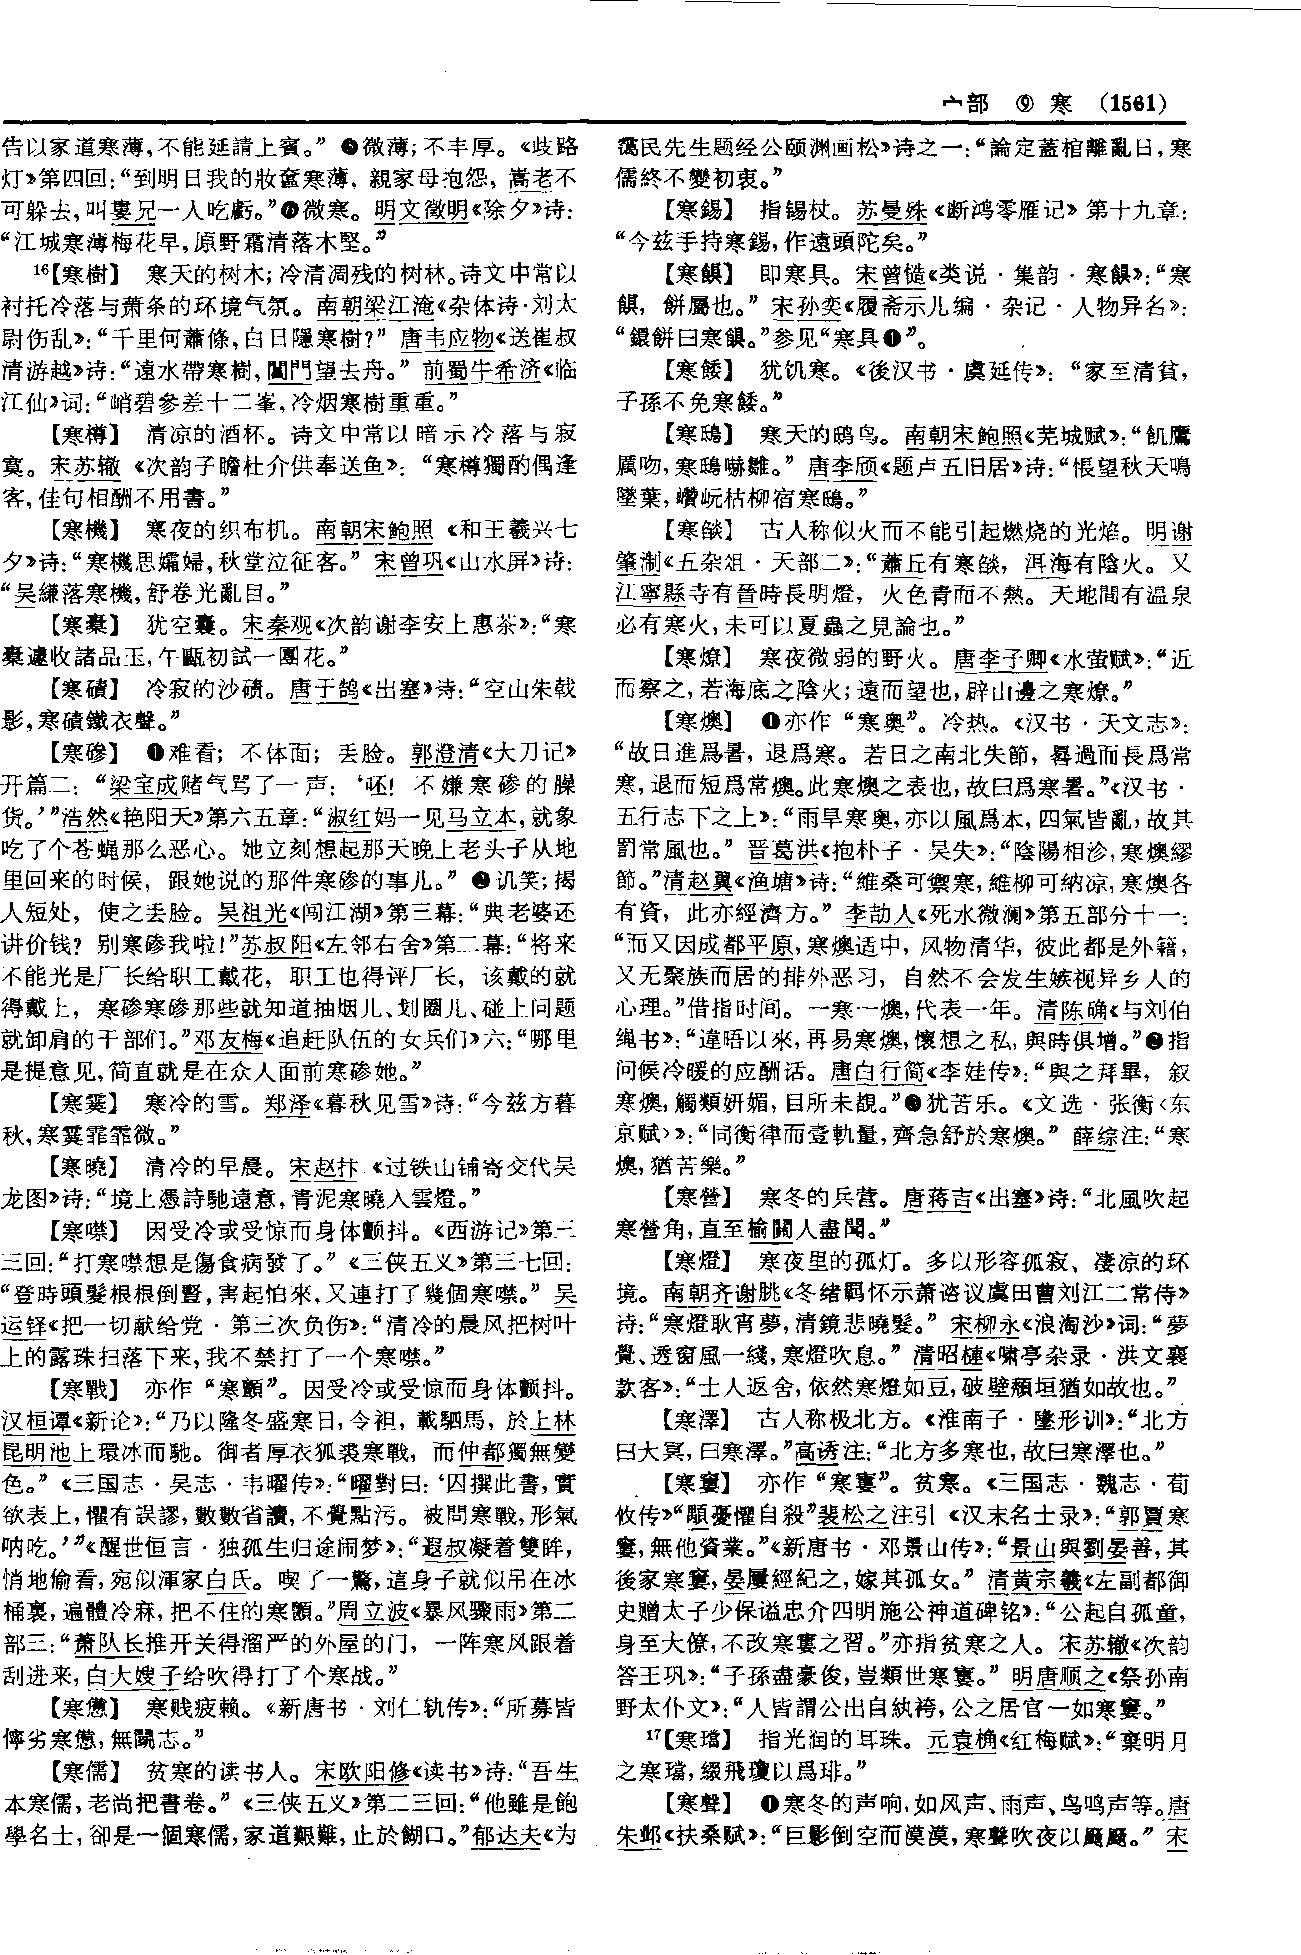 宀部 ⑨ 寒 (1561)
告以家道寒薄,不能延請上賓。”❺微薄;不丰厚。《歧路
灯》第四回:“到明日我的妝奩寒薄,親家母抱怨,嵩老不
可躲去,叫婁兄一人吃虧。”❻微寒。明文徵明《除夕》诗:
“江城寒薄梅花早,原野霜清落木堅。”
16【寒樹】 寒天的树木;冷清凋残的树林。诗文中常以
衬托冷落与萧条的环境气氛。南朝梁江淹《杂体诗·刘太
尉伤乱》:“千里何蕭條,白日隱寒樹?” 唐韦应物《送崔叔
清游越》诗:“遠水帶寒樹,閶門望去舟。” 前蜀牛希济《临
江仙》词:“峭碧參差十二峯,冷烟寒樹重重。”
【寒樽】 清凉的酒杯。诗文中常以暗示冷落与寂
寞。宋苏辙《次韵子瞻杜介供奉送鱼》:“寒樽獨酌偶逢
客,佳句相酬不用書。”
【寒機】 寒夜的织布机。南朝宋鲍照《和王羲兴七
夕》诗:“寒機思孀婦,秋堂泣征客。” 宋曾巩《山水屏》诗:
“吴縑落寒機,舒卷光亂目。”
【寒橐】 犹空囊。宋秦观《次韵谢李安上惠茶》:“寒
橐遽收諸品玉,午甌初試一團花。”
【寒磧】 冷寂的沙磧。唐于鹄《出塞》诗:“空山朱戟
影,寒磧鐵衣聲。”
【寒磣】 ❶难看;不体面;丢脸。郭澄清《大刀记》
开篇二:“梁宝成赌气骂了一声:‘呸!不嫌寒碜的臊
货。’”浩然《艳阳天》第六五章:“淑红妈一见马立本,就象
吃了个苍蝇那么恶心。她立刻想起那天晚上老头子从地
里回来的时候,跟她说的那件寒碜的事儿。” ❷讥笑;揭
人短处,使之丢脸。吴祖光《闯江湖》第三幕:“典老婆还
讲价钱?别寒碜我啦!”苏叔阳《左邻右舍》第二幕:“将来
不能光是厂长给职工戴花,职工也得评厂长,该戴的就
得戴上,寒碜寒碜那些就知道抽烟儿、划圈儿、碰上问题
就卸肩的干部们。”邓友梅《追赶队伍的女兵们》六:“哪里
是提意见,简直就是在众人面前寒碜她。”
【寒霙】 寒冷的雪。郑泽《暮秋见雪》诗:“今兹方暮
秋,寒霙霏霏微。”
【寒曉】 清冷的早晨。宋赵抃《过铁山铺寄交代吴
龙图》诗:“境上憑詩馳遠意,青泥寒曉入雲燈。”
【寒噤】 因受冷或受惊而身体颤抖。《西游记》第三
三回:“打寒噤想是傷食病發了。” 《三侠五义》第三七回:
“登時頭髮根根倒豎,害起怕來,又連打了幾個寒噤。” 吴
运铎《把一切献给党·第三次负伤》:“清冷的晨风把树叶
上的露珠扫落下来,我不禁打了一个寒噤。”
【寒戰】 亦作“寒顫”。因受冷或受惊而身体颤抖。
汉桓谭《新论》:“乃以隆冬盛寒日,令袒,載駟馬,於上林
昆明池上環冰而馳。御者厚衣狐裘寒戰,而仲都獨無變
色。” 《三国志·吴志·韦曜传》:“曜對曰:‘囚撰此書,實
欲表上,懼有誤謬,數數省讀,不覺點污。被問寒戰,形氣
呐吃。’”《醒世恒言·独孤生归途闹梦》:“遐叔凝着雙眸,
悄地偷看,宛似渾家白氏。喫了一驚,這身子就似吊在冰
桶裏,遍體冷麻,把不住的寒顫。”周立波《暴风骤雨》第二
部三:“萧队长推开关得溜严的外屋的门,一阵寒风跟着
刮进来,白大嫂子给吹得打了个寒战。”
【寒憊】 寒贱疲赖。《新唐书·刘仁轨传》:“所募皆
儜劣寒憊,無鬬志。”
【寒儒】 贫寒的读书人。宋欧阳修《读书》诗:“吾生
本寒儒,老尚把書卷。” 《三侠五义》第二三回:“他雖是飽
學名士,卻是一個寒儒,家道艱難,止於餬口。”郁达夫《为
霭民先生题经公颐渊画松》诗之一:“論定蓋棺離亂日,寒
儒終不變初衷。”
【寒錫】 指锡杖。苏曼殊《断鸿零雁记》第十九章:
“今兹手持寒錫,作遠頭陀矣。”
【寒餫】 即寒具。宋曾慥《类说·集韵·寒餫》:“寒
餫,餅屬也。” 宋孙奕《履斋示儿编·杂记·人物异名》:
“鐶餅曰寒餫。”参见“寒具❶”。
【寒餧】 犹饥寒。《後汉书·虞延传》:“家至清貧,
子孫不免寒餧。”
【寒鴟】 寒天的鸱鸟。南朝宋鲍照《芜城赋》:“飢鷹
厲吻,寒鴟嚇雛。” 唐李颀《题卢五旧居》诗:“悵望秋天鳴
墜葉,巑岏枯柳宿寒鴟。”
【寒燄】 古人称似火而不能引起燃烧的光焰。明谢
肇淛《五杂俎·天部二》:“蕭丘有寒燄,洱海有陰火。又
江寧縣寺有晉時長明燈,火色青而不熱。天地間有温泉
必有寒火,未可以夏蟲之見論也。”
【寒燎】 寒夜微弱的野火。唐李子卿《水萤赋》:“近
而察之,若海底之陰火;遠而望也,辟山邊之寒燎。”
【寒燠】 ❶亦作“寒奥”。冷热。《汉书·天文志》:
“故日進爲暑,退爲寒。若日之南北失節,晷過而長爲常
寒,退而短爲常燠。此寒燠之表也,故曰爲寒暑。”《汉书·
五行志下之上》:“雨旱寒奥,亦以風爲本,四氣皆亂,故其
罰常風也。” 晋葛洪《抱朴子·吴失》:“陰陽相沴,寒燠繆
節。”清赵翼《渔塘》诗:“維桑可禦寒,維柳可納凉,寒燠各
有資,此亦經濟方。” 李劼人《死水微澜》第五部分十一:
“而又因成都平原,寒燠适中,风物清华,彼此都是外籍,
又无聚族而居的排外恶习,自然不会发生嫉视异乡人的
心理。”借指时间。一寒一燠,代表一年。清陈确《与刘伯
绳书》:“違晤以來,再易寒燠,懷想之私,與時俱增。”❷指
问候冷暖的应酬话。唐白行简《李娃传》:“與之拜畢,叙
寒燠,觸類妍媚,目所未覩。”❸犹苦乐。《文选·张衡〈东
京赋〉》:“同衡律而壹軌量,齊急舒於寒燠。” 薛综注:“寒
燠,猶苦樂。”
【寒營】 寒冬的兵营。唐蒋吉《出塞》诗:“北風吹起
寒營角,直至榆關人盡聞。”
【寒燈】 寒夜里的孤灯。多以形容孤寂、凄凉的环
境。南朝齐谢朓《冬绪羁怀示萧谘议虞田曹刘江二常侍》
诗:“寒燈耿宵夢,清鏡悲曉髮。” 宋柳永《浪淘沙》词:“夢
覺、透窗風一綫,寒燈吹息。” 清昭槤《啸亭杂录·洪文襄
款客》:“士人返舍,依然寒燈如豆,破壁頹垣猶如故也。”
【寒澤】 古人称极北方。《淮南子·墬形训》:“北方
曰大冥,曰寒澤。”高诱注:“北方多寒也,故曰寒澤也。”
【寒窶】 亦作“寒寠”。贫寒。《三国志·魏志·荀
攸传》“顒憂懼自殺”裴松之注引《汉末名士录》:“郭賈寒
窶,無他資業。”《新唐书·邓景山传》:“景山與劉晏善,其
後家寒窶,晏屢經紀之,嫁其孤女。” 清黄宗羲《左副都御
史赠太子少保谥忠介四明施公神道碑铭》:“公起自孤童,
身至大僚,不改寒寠之習。”亦指贫寒之人。宋苏辙《次韵
答王巩》:“子孫盡豪俊,豈類世寒寠。” 明唐顺之《祭孙南
野太仆文》:“人皆謂公出自紈袴,公之居官一如寒窶。”
17【寒璫】 指光润的耳珠。元袁桷《红梅赋》:“棄明月
之寒璫,綴飛瓊以爲琲。”
【寒聲】 ❶寒冬的声响,如风声、雨声、鸟鸣声等。唐
朱邺《扶桑赋》:“巨影倒空而漠漠,寒聲吹夜以颼颼。” 宋